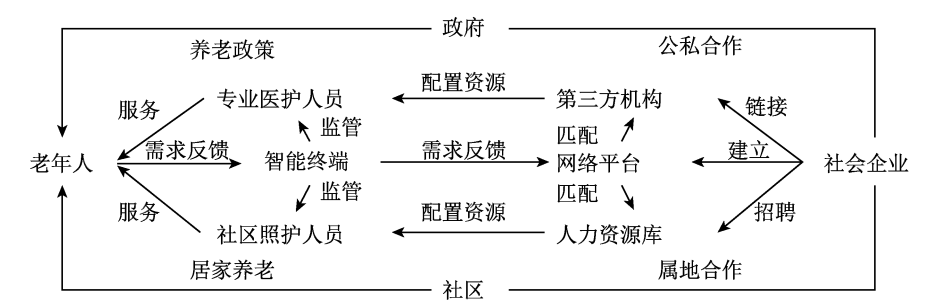 政府
养老政策
公私合作
配置资源
专业医护人员
第三方机构
服务
监管
匹配
链接
老年人
需求反馈
智能终端
需求反馈
网络平台
建立
社会企业
监管
匹配
服务
配置资源
招聘
社区照护人员
人力资源库
居家养老
属地合作
社区